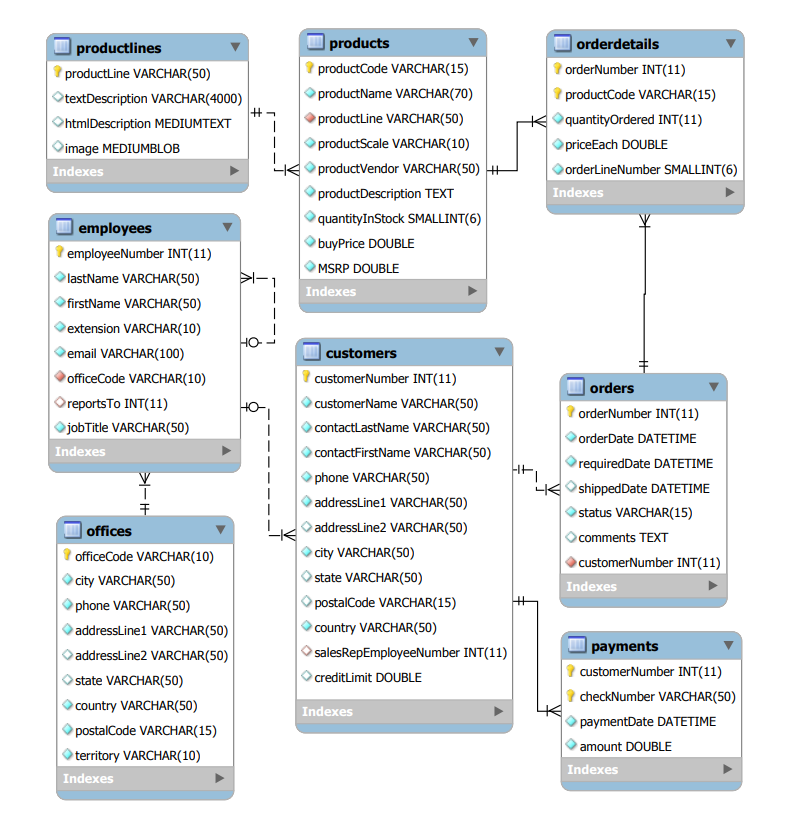 productlines
productLine VARCHAR(50)
textDescription VARCHAR(4000)
htmlDescription MEDIUMTEXT
image MEDIUMBLOB
Indexes
products
productCode VARCHAR(15)
productName VARCHAR(70)
productLine VARCHAR(50)
productScale VARCHAR(10)
productVendor VARCHAR(50)
productDescription TEXT
quantityInStock SMALLINT(6)
buyPrice DOUBLE
MSRP DOUBLE
Indexes
orderdetails
orderNumber INT(11)
productCode VARCHAR(15)
quantityOrdered INT(11)
priceEach DOUBLE
orderLineNumber SMALLINT(6)
Indexes
employees
employeeNumber INT(11)
lastName VARCHAR(50)
firstName VARCHAR(50)
extension VARCHAR(10)
email VARCHAR(100)
officeCode VARCHAR(10)
reportsTo INT(11)
jobTitle VARCHAR(50)
Indexes
customers
customerNumber INT(11)
customerName VARCHAR(50)
contactLastName VARCHAR(50)
contactFirstName VARCHAR(50)
phone VARCHAR(50)
addressLine1 VARCHAR(50)
addressLine2 VARCHAR(50)
city VARCHAR(50)
state VARCHAR(50)
postalCode VARCHAR(15)
country VARCHAR(50)
salesRepEmployeeNumber INT(11)
creditLimit DOUBLE
Indexes
orders
orderNumber INT(11)
orderDate DATETIME
requiredDate DATETIME
shippedDate DATETIME
status VARCHAR(15)
comments TEXT
customerNumber INT(11)
Indexes
offices
officeCode VARCHAR(10)
city VARCHAR(50)
phone VARCHAR(50)
addressLine1 VARCHAR(50)
addressLine2 VARCHAR(50)
state VARCHAR(50)
country VARCHAR(50)
postalCode VARCHAR(15)
territory VARCHAR(10)
Indexes
payments
customerNumber INT(11)
checkNumber VARCHAR(50)
paymentDate DATETIME
amount DOUBLE
Indexes